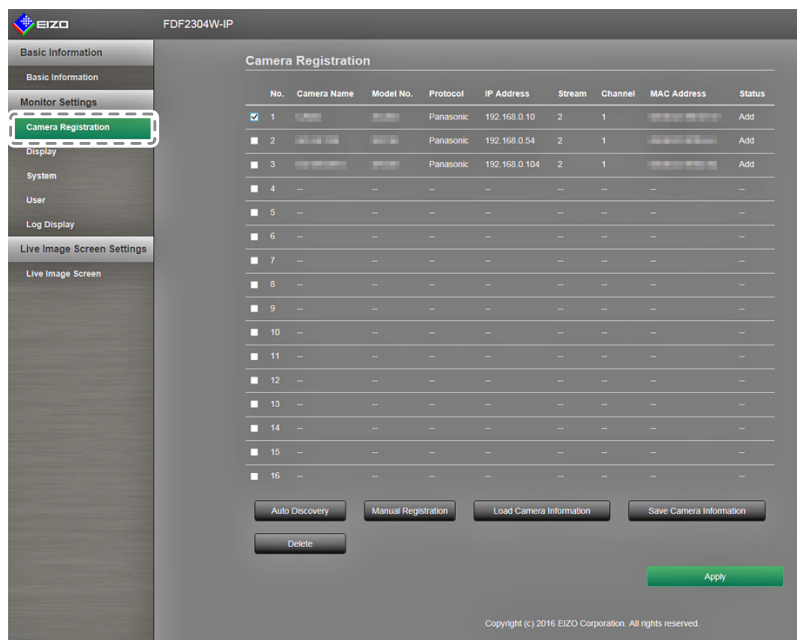 EIZO FDF2304W-IP
Basic Information
Basic Information
Monitor Settings
Camera Registration
Display
System
User
Log Display
Live Image Screen Settings
Live Image Screen
Camera Registration
No. Camera Name Model No. Protocol IP Address Stream Channel MAC Address Status
1 Panasonic 192.168.0.10 2 1 Add
2 Panasonic 192.168.0.54 2 1 Add
3 Panasonic 192.168.0.104 2 1 Add
4 -- -- -- -- -- -- -- --
5 -- -- -- -- -- -- -- --
6 -- -- -- -- -- -- -- --
7 -- -- -- -- -- -- -- --
8 -- -- -- -- -- -- -- --
9 -- -- -- -- -- -- -- --
10 -- -- -- -- -- -- -- --
11 -- -- -- -- -- -- -- --
12 -- -- -- -- -- -- -- --
13 -- -- -- -- -- -- -- --
14 -- -- -- -- -- -- -- --
15 -- -- -- -- -- -- -- --
16 -- -- -- -- -- -- -- --
Auto Discovery Manual Registration Load Camera Information Save Camera Information
Delete
Apply
Copyright (c) 2016 EIZO Corporation. All rights reserved.